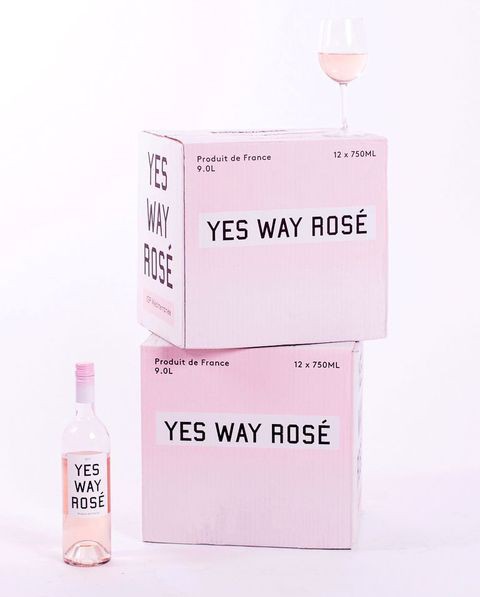 Produit de France
9.0L
12 x 750ML
YES WAY ROSÉ
YES
WAY
ROSÉ
Produit de France
9.0L
12 x 750ML
YES WAY ROSÉ
YES
WAY
ROSÉ